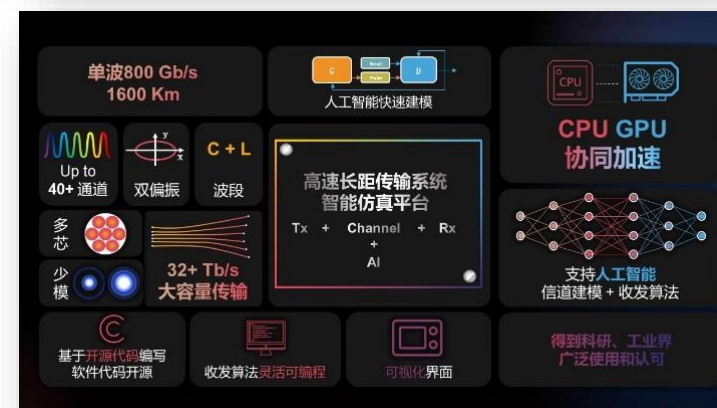 单波800 Gb/s
1600 Km
G
Real
Fake
D
人工智能快速建模
CPU
CPU GPU
协同加速
Up to
40+ 通道
y
x
双偏振
C + L
波段
高速长距传输系统
智能仿真平台
Tx + Channel + Rx
+
AI
多芯
少模
32+ Tb/s
大容量传输
支持人工智能
信道建模 + 收发算法
基于开源代码编写
软件代码开源
收发算法灵活可编程
可视化界面
得到科研、工业界
广泛使用和认可